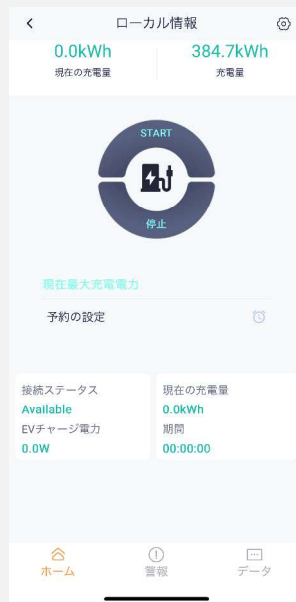 ローカル情報
0.0kWh
384.7kWh
現在の充電量
充電量
START
停止
現在最大充電電力
予約の設定
接続ステータス
Available
EVチャージ電力
0.0W
現在の充電量
0.0kWh
期間
00:00:00
ホーム
警報
データ